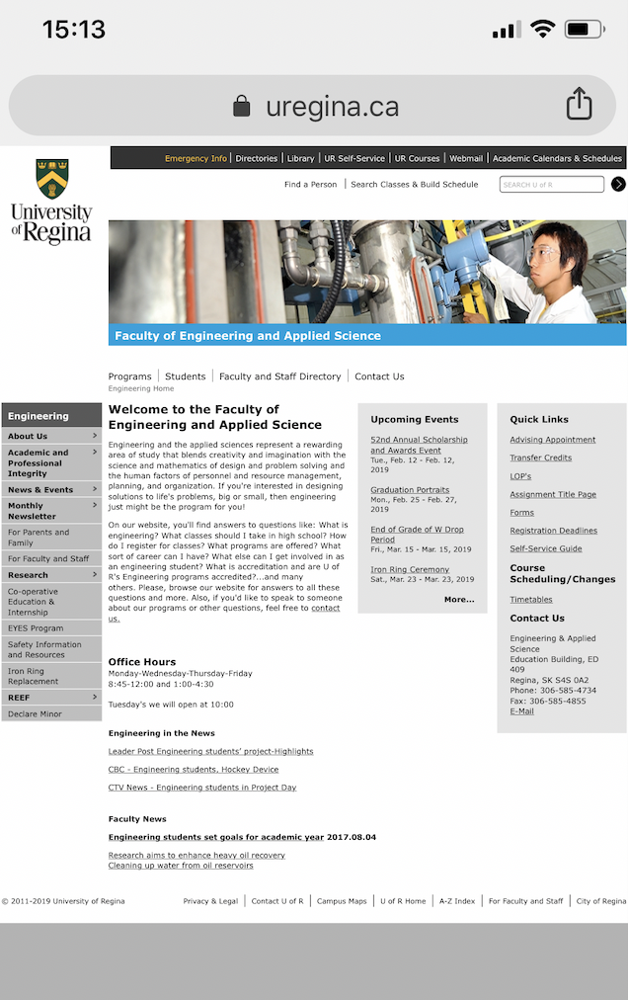 15:13
uregina.ca
Emergency Info | Directories | Library | UR Self-Service | UR Courses | Webmail | Academic Calendars & Schedules
University
of Regina
Find a Person | Search Classes & Build Schedule
SEARCH U of R
Faculty of Engineering and Applied Science
Programs | Students | Faculty and Staff Directory | Contact Us
Engineering Home
Engineering
About Us
Academic and
Professional
Integrity
News & Events
Monthly
Newsletter
For Parents and
Family
For Faculty and Staff
Research
Co-operative
Education &
Internship
EYES Program
Safety Information
and Resources
Iron Ring
Replacement
REEF
Declare Minor
Welcome to the Faculty of
Engineering and Applied Science
Engineering and the applied sciences represent a rewarding
area of study that blends creativity and imagination with the
science and mathematics of design and problem solving and
the human factors of personnel and resource management,
planning, and organization. If you're interested in designing
solutions to life's problems, big or small, then engineering
just might be the program for you!
On our website, you'll find answers to questions like: What is
engineering? What classes should I take in high school? How
do I register for classes? What programs are offered? What
sort of career can I have? What else can I get involved in as
an engineering student? What is accreditation and are U of
R's Engineering programs accredited?...and many
others. Please, browse our website for answers to all these
questions and more. Also, if you'd like to speak to someone
about our programs or other questions, feel free to contact
us.
Office Hours
Monday-Wednesday-Thursday-Friday
8:45-12:00 and 1:00-4:30
Tuesday's we will open at 10:00
Engineering in the News
Leader Post Engineering students' project-Highlights
CBC - Engineering students, Hockey Device
CTV News - Engineering students in Project Day
Faculty News
Engineering students set goals for academic year 2017.08.04
Research aims to enhance heavy oil recovery
Cleaning up water from oil reservoirs
Upcoming Events
52nd Annual Scholarship
and Awards Event
Tue., Feb. 12 - Feb. 12,
2019
Graduation Portraits
Mon., Feb. 25 - Feb. 27,
2019
End of Grade of W Drop
Period
Fri., Mar. 15 - Mar. 15, 2019
Iron Ring Ceremony
Sat., Mar. 23 - Mar. 23, 2019
More...
Quick Links
Advising Appointment
Transfer Credits
LOP's
Assignment Title Page
Forms
Registration Deadlines
Self-Service Guide
Course
Scheduling/Changes
Timetables
Contact Us
Engineering & Applied
Science
Education Building, ED
409
Regina, SK S4S 0A2
Phone: 306-585-4734
Fax: 306-585-4855
E-Mail
© 2011-2019 University of Regina
Privacy & Legal | Contact U of R | Campus Maps | U of R Home | A-Z Index | For Faculty and Staff | City of Regina